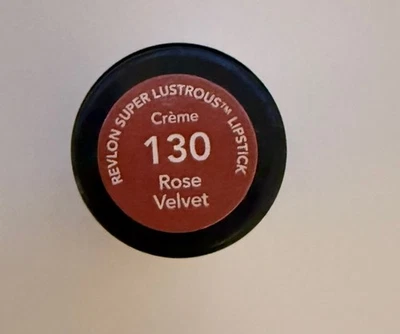 REVLON SUPER LUSTROUS™ LIPSTICK
Crème
130
Rose
Velvet